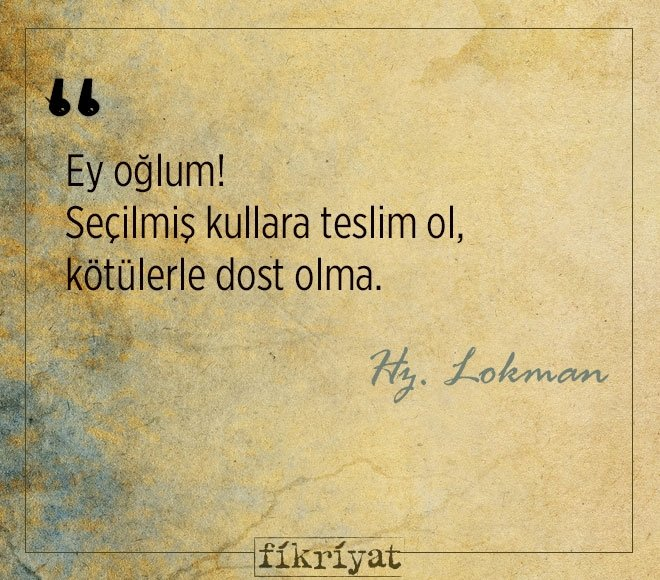 “
Ey oğlum!
Seçilmiş kullara teslim ol,
kötülerle dost olma.
Hz. Lokman
fikriyat